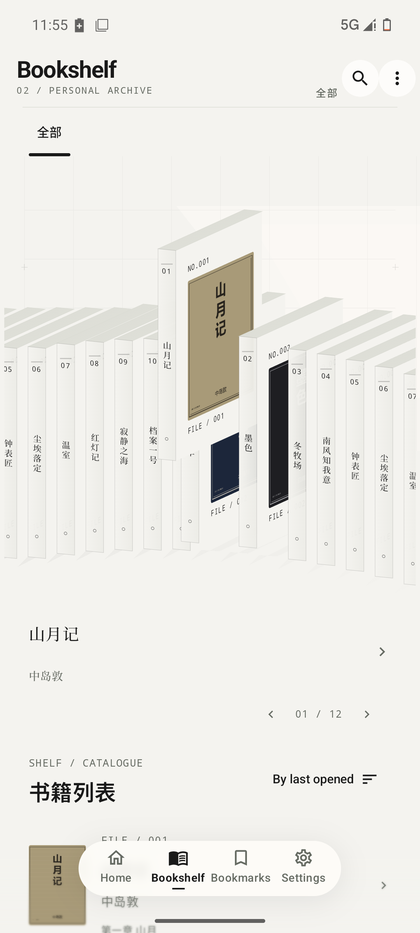 11:55
5G
Bookshelf
02 / PERSONAL ARCHIVE
全部
全部
NO.001
山月记
中岛敦
FILE / 001
01
山月记
02
墨色
NO.002
03
冬牧场
04
南风知我意
05
钟表匠
06
尘埃落定
07
05
钟表匠
06
尘埃落定
07
温室
08
红灯记
09
寂静之海
10
档案一号
山月记
中岛敦
01 / 12
SHELF / CATALOGUE
书籍列表
By last opened
FILE / 001
山月记
中岛敦
第一章 山月
Home
Bookshelf
Bookmarks
Settings